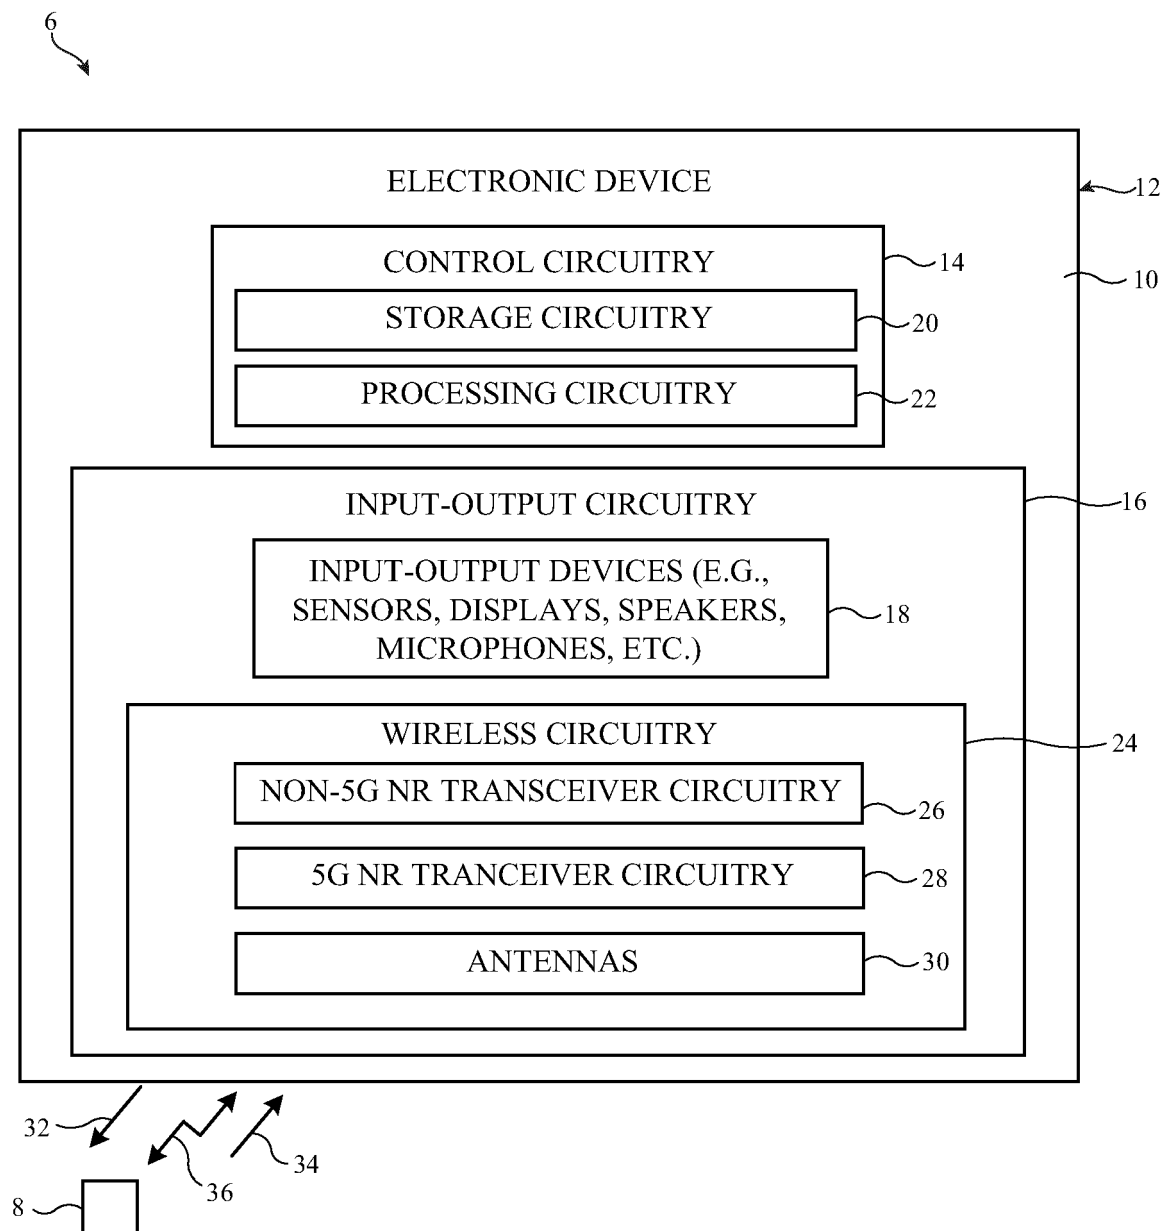 6
ELECTRONIC DEVICE
12
CONTROL CIRCUITRY
14
10
STORAGE CIRCUITRY
20
PROCESSING CIRCUITRY
22
INPUT-OUTPUT CIRCUITRY
16
INPUT-OUTPUT DEVICES (E.G.,
SENSORS, DISPLAYS, SPEAKERS,
MICROPHONES, ETC.)
18
WIRELESS CIRCUITRY
24
NON-5G NR TRANSCEIVER CIRCUITRY
26
5G NR TRANCEIVER CIRCUITRY
28
ANTENNAS
30
32
34
36
8